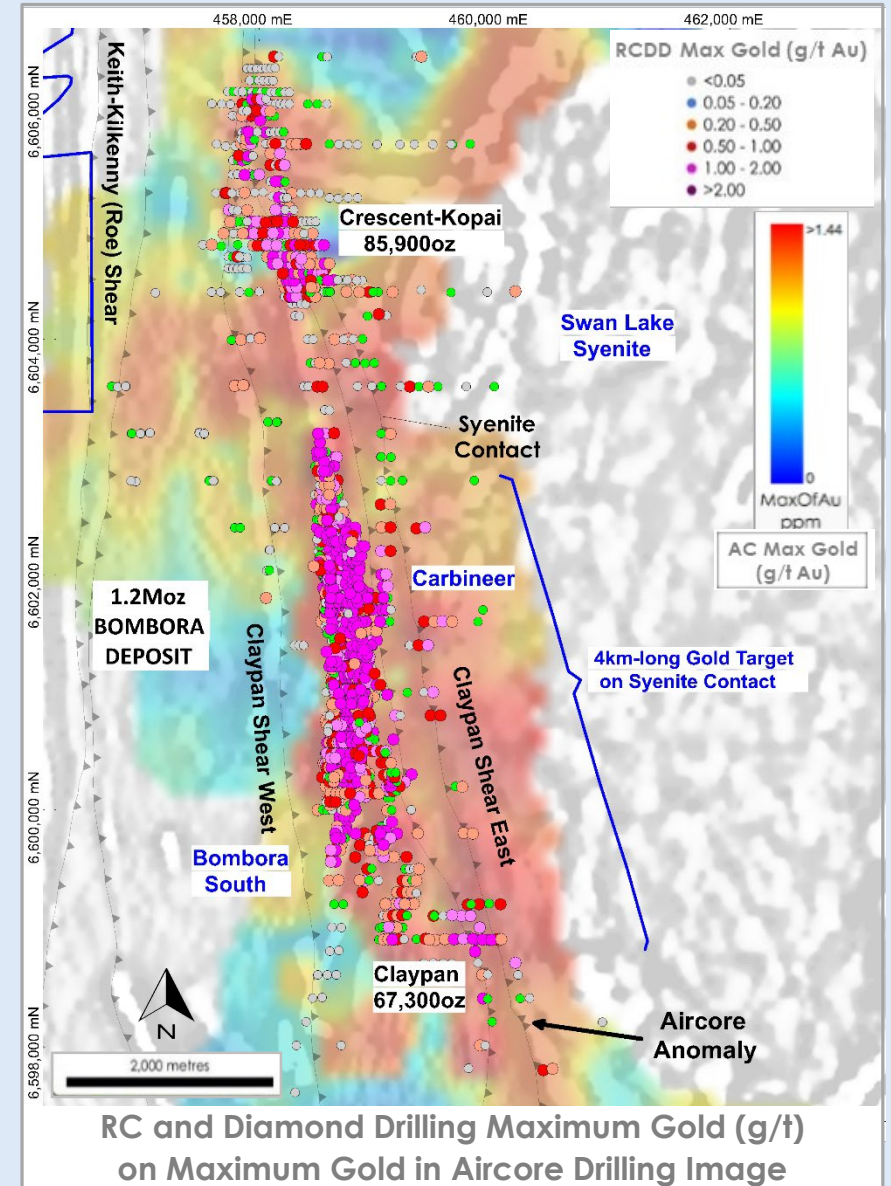 458,000 mE
460,000 mE
462,000 mE
6,606,000 mN
6,604,000 mN
6,602,000 mN
6,600,000 mN
6,598,000 mN
Keith-Kilkenny (Roe) Shear
RCDD Max Gold (g/t Au)
<0.05
0.05 - 0.20
0.20 - 0.50
0.50 - 1.00
1.00 - 2.00
>2.00
>1.44
0
MaxOfAu
ppm
AC Max Gold
(g/t Au)
Crescent-Kopai
85,900oz
Swan Lake
Syenite
Syenite
Contact
Carbineer
1.2Moz
BOMBORA
DEPOSIT
Claypan Shear West
Claypan Shear East
4km-long Gold Target
on Syenite Contact
Bombora
South
Claypan
67,300oz
Aircore
Anomaly
N
2,000 metres
RC and Diamond Drilling Maximum Gold (g/t)
on Maximum Gold in Aircore Drilling Image